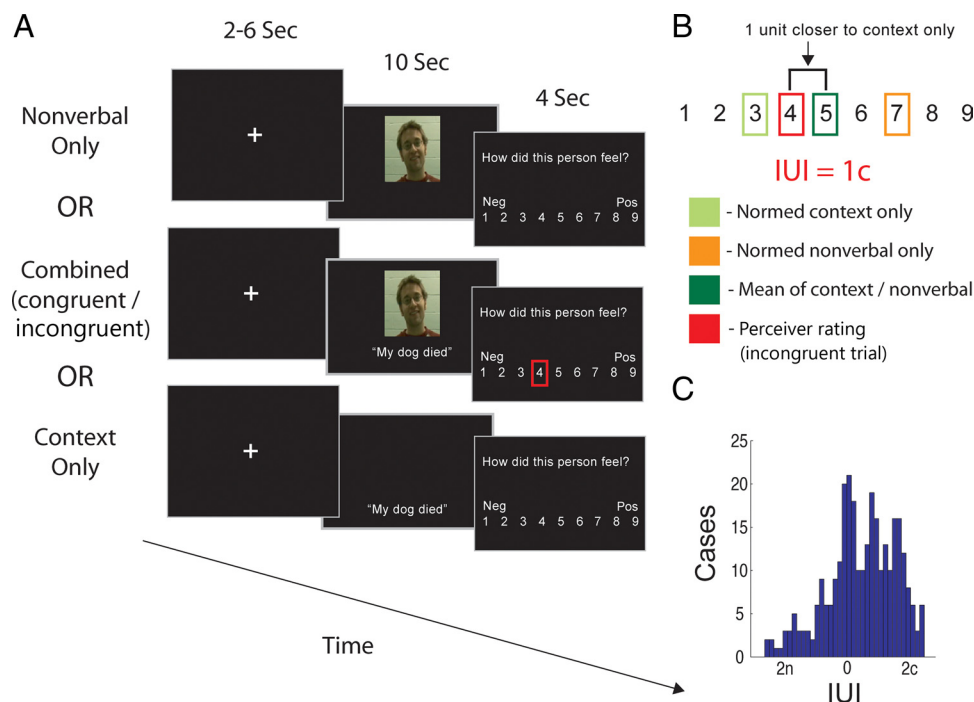 A
2-6 Sec
10 Sec
4 Sec
Nonverbal
Only
+
How did this person feel?
Neg Pos
1 2 3 4 5 6 7 8 9
OR
Combined
(congruent /
incongruent)
+
"My dog died"
How did this person feel?
Neg Pos
1 2 3 4 5 6 7 8 9
OR
Context
Only
+
"My dog died"
How did this person feel?
Neg Pos
1 2 3 4 5 6 7 8 9
Time
B
1 unit closer to context only
1 2 3 4 5 6 7 8 9
IUI = 1c
- Normed context only
- Normed nonverbal only
- Mean of context / nonverbal
- Perceiver rating
(incongruent trial)
C
25
20
15
10
5
0
Cases
2n 0 2c
IUI